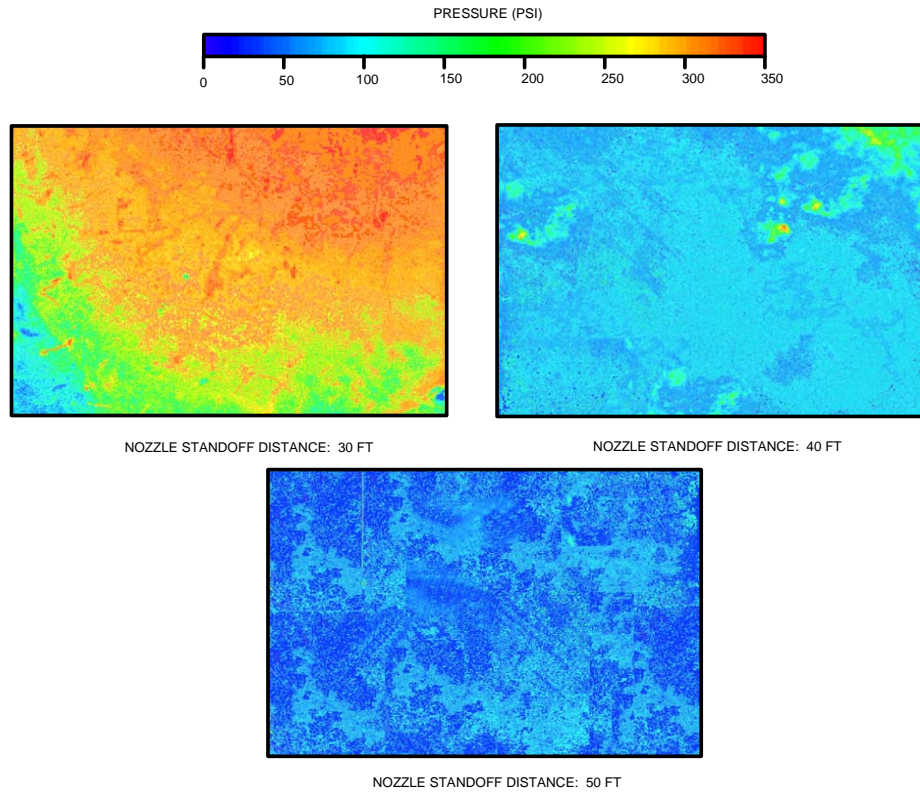 PRESSURE (PSI)
0 50 100 150 200 250 300 350
NOZZLE STANDOFF DISTANCE: 30 FT
NOZZLE STANDOFF DISTANCE: 40 FT
NOZZLE STANDOFF DISTANCE: 50 FT